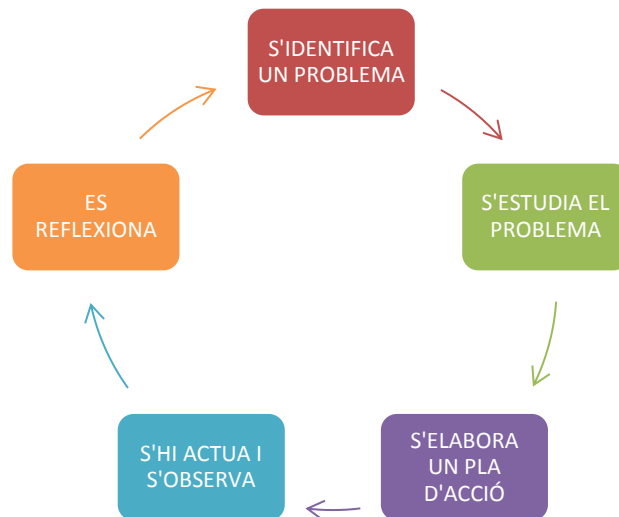 S'IDENTIFICA
UN PROBLEMA
S'ESTUDIA EL
PROBLEMA
S'ELABORA
UN PLA
D'ACCIÓ
S'HI ACTUA I
S'OBSERVA
ES
REFLEXIONA